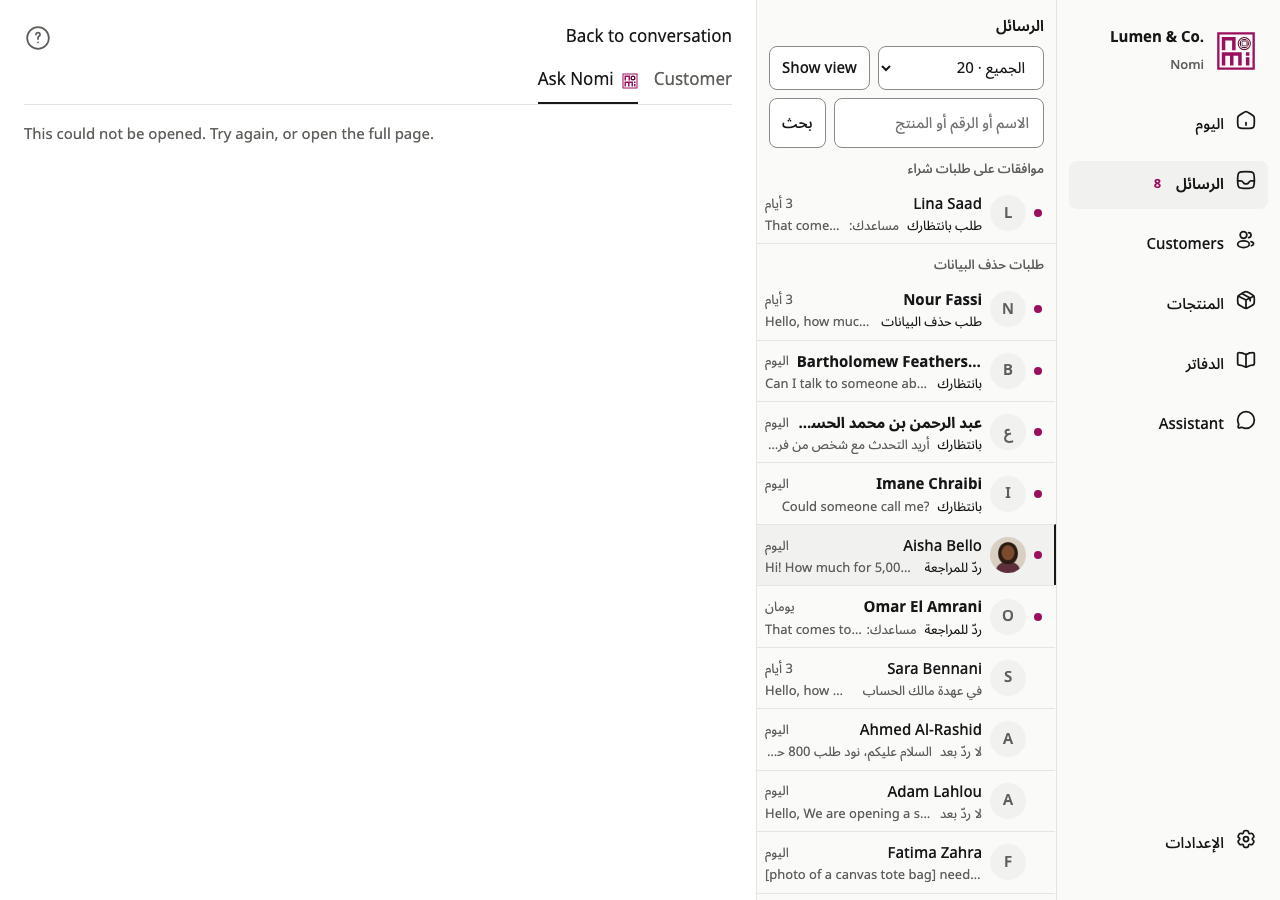 Lumen & Co.
Nomi
اليوم
الرسائل 8
Customers
المنتجات
الدفاتر
Assistant
الإعدادات
الرسائل
الجميع · 20
Show view
الاسم أو الرقم أو المنتج
بحث
موافقات على طلبات شراء
L
Lina Saad
3 أيام
طلب بانتظارك
مساعدك: That come...
طلبات حذف البيانات
N
Nour Fassi
3 أيام
طلب حذف البيانات
Hello, how muc...
B
Bartholomew Feathers...
اليوم
بانتظارك
Can I talk to someone ab...
ع
عبد الرحمن بن محمد الحس...
اليوم
بانتظارك
أريد التحدث مع شخص من فر...
I
Imane Chraibi
اليوم
بانتظارك
Could someone call me?
Aisha Bello
اليوم
ردّ للمراجعة
Hi! How much for 5,00...
O
Omar El Amrani
يومان
ردّ للمراجعة
مساعدك: That comes to...
S
Sara Bennani
3 أيام
في عهدة مالك الحساب
Hello, how ...
A
Ahmed Al-Rashid
اليوم
لا ردّ بعد
السلام عليكم، نود طلب 800 حـ...
A
Adam Lahlou
اليوم
لا ردّ بعد
Hello, We are opening a s...
F
Fatima Zahra
اليوم
[photo of a canvas tote bag] need...
Back to conversation
?
Customer
Ask Nomi
This could not be opened. Try again, or open the full page.